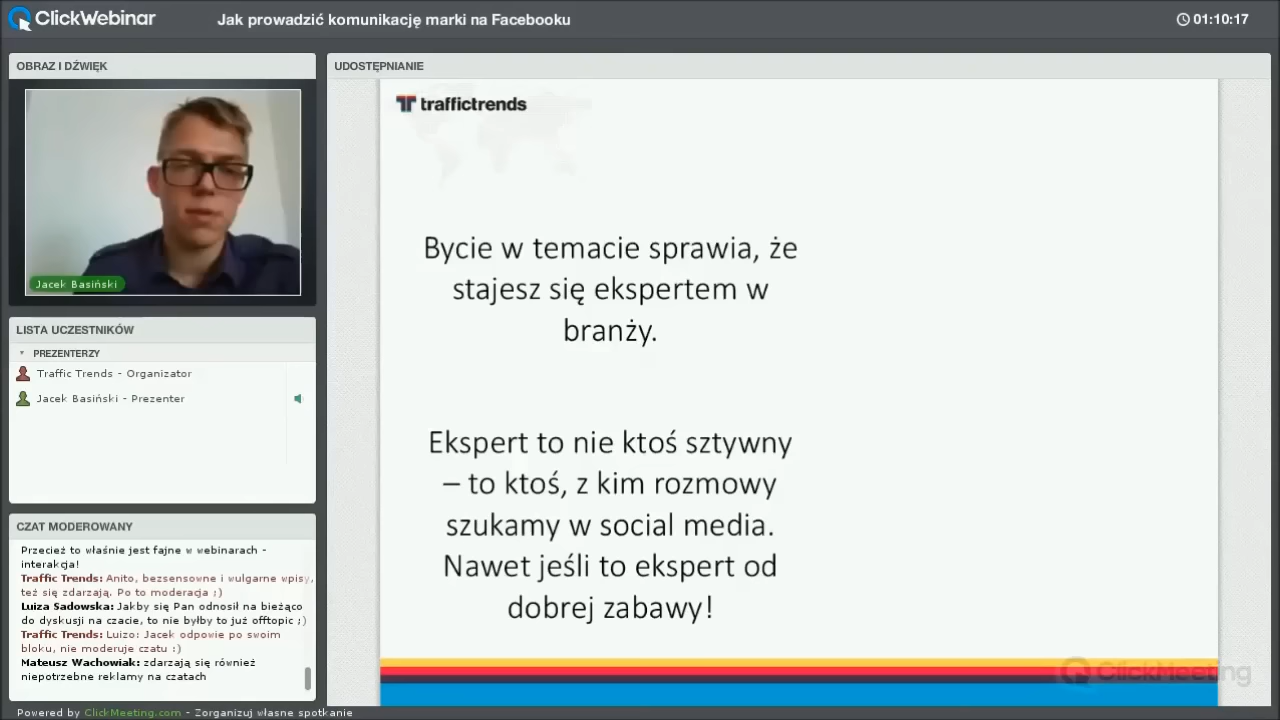 ClickWebinar
Jak prowadzić komunikację marki na Facebooku
01:10:17
OBRAZ I DŹWIĘK
Jacek Basiński
LISTA UCZESTNIKÓW
PREZENTERZY
Traffic Trends - Organizator
Jacek Basiński - Prezenter
CZAT MODEROWANY
Przecież to właśnie jest fajne w webinarach -
interakcja!
Traffic Trends: Anito, bezsensowne i wulgarne wpisy,
też się zdarzają. Po to moderacja ;)
Luiza Sadowska: Jakby się Pan odnosił na bieżąco
do dyskusji na czacie, to nie byłby to już offtopic ;)
Traffic Trends: Luizo: Jacek odpowie po swoim
bloku, nie moderuje czatu :)
Mateusz Wachowiak: zdarzają się również
niepotrzebne reklamy na czatach
UDOSTĘPNIANIE
traffictrends
Bycie w temacie sprawia, że
stajesz się ekspertem w
branży.
Ekspert to nie ktoś sztywny
– to ktoś, z kim rozmowy
szukamy w social media.
Nawet jeśli to ekspert od
dobrej zabawy!
ClickMeeting
Powered by ClickMeeting.com - Zorganizuj własne spotkanie